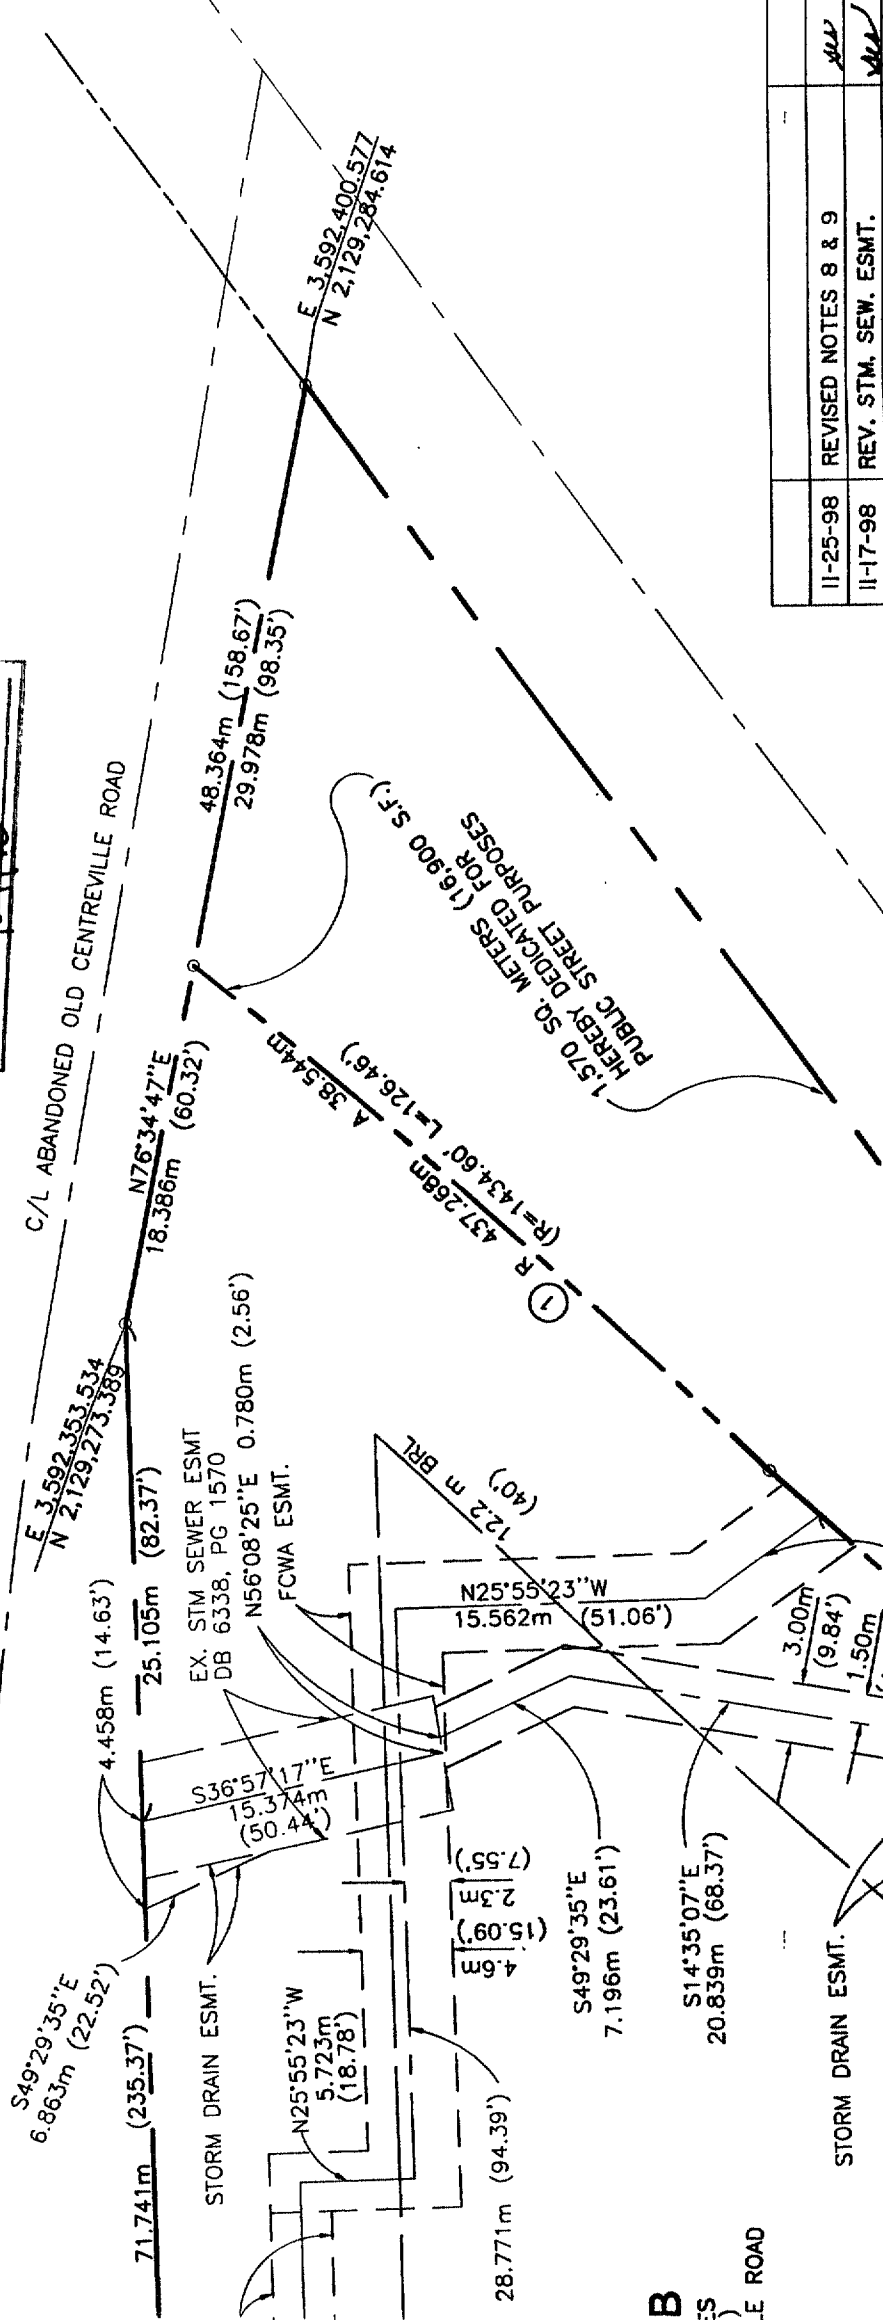 E 3,592,400.577
N 2,129,284.614
11-25-98 REVISED NOTES 8 & 9
11-17-98 REV. STM. SEW. ESMT.
C/L ABANDONED OLD CENTREVILLE ROAD
48.364m (158.67')
29.978m (98.35')
N76°34'47"E
18.386m (60.32')
E 3,592,353.534
N 2,129,273.389
1,570 SQ. METERS (16,900 S.F.)
HEREBY DEDICATED FOR
PUBLIC STREET PURPOSES
R 437.268m A 38.544m
(R=1434.60' L=126.46')
1
25.105m (82.37')
4.458m (14.63')
EX. STM SEWER ESMT
DB 6338, PG 1570
N56°08'25"E 0.780m (2.56')
FCWA ESMT.
12.2 m BRL
(40')
N25°55'23"W
15.562m (51.06')
3.00m
(9.84')
1.50m
S36°57'17"E
15.374m
(50.44')
S49°29'35"E
6.863m (22.52')
71.741m (235.37')
STORM DRAIN ESMT.
N25°55'23"W
5.723m
(18.78')
2.3m
(7.55')
4.6m
(15.09')
S49°29'35"E
7.196m (23.61')
S14°35'07"E
20.839m (68.37')
28.771m (94.39')
STORM DRAIN ESMT.
B
ES
)
LE ROAD